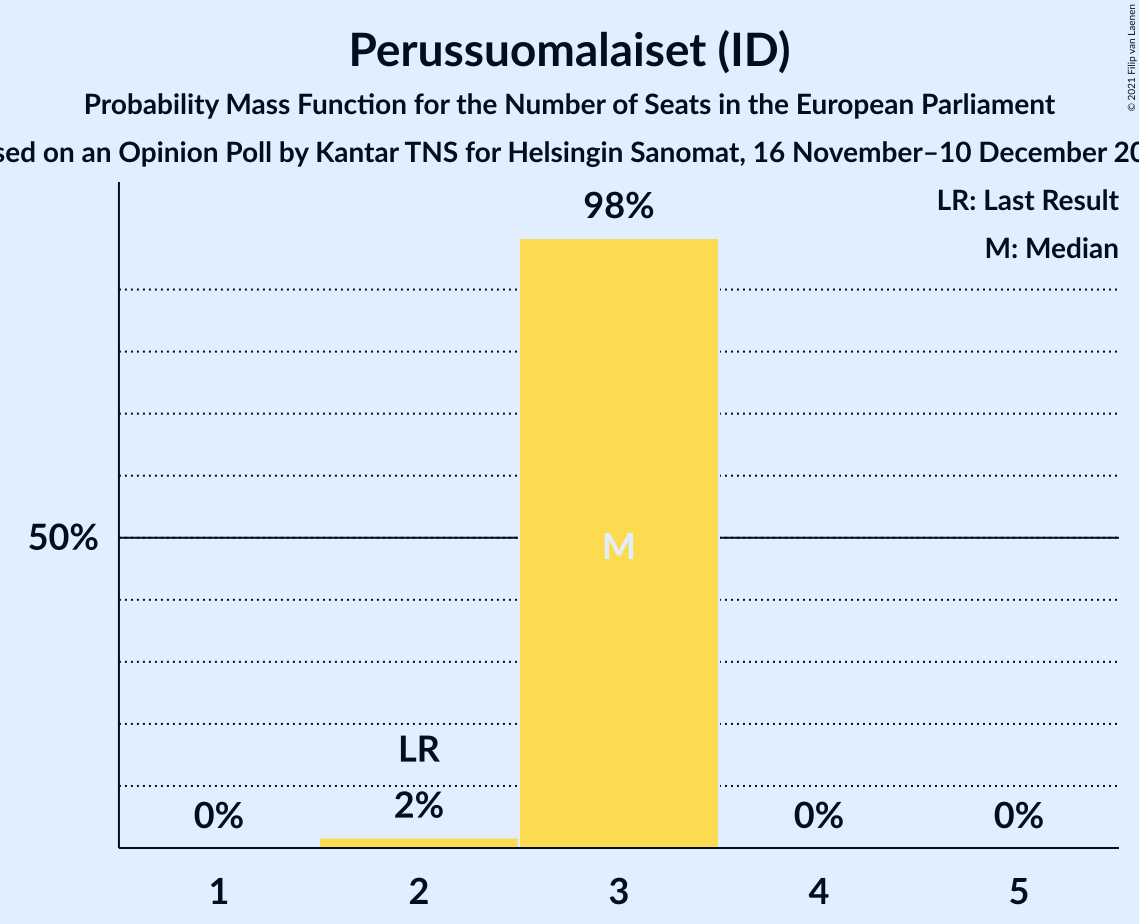 Perussuomalaiset (ID)
Probability Mass Function for the Number of Seats in the European Parliament
on an Opinion Poll by Kantar TNS for Helsingin Sanomat, 16 November–10 December
© 2021 Filip van Laenen
LR: Last Result
M: Median
98%
50%
M
LR
0%
2%
0%
0%
1 2 3 4 5